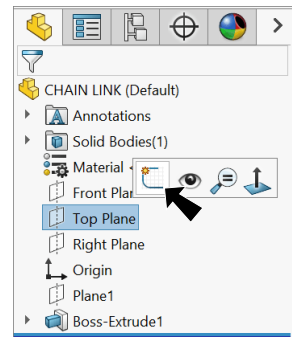 CHAIN LINK (Default)
Annotations
Solid Bodies(1)
Material
Front Plan
Top Plane
Right Plane
Origin
Plane1
Boss-Extrude1